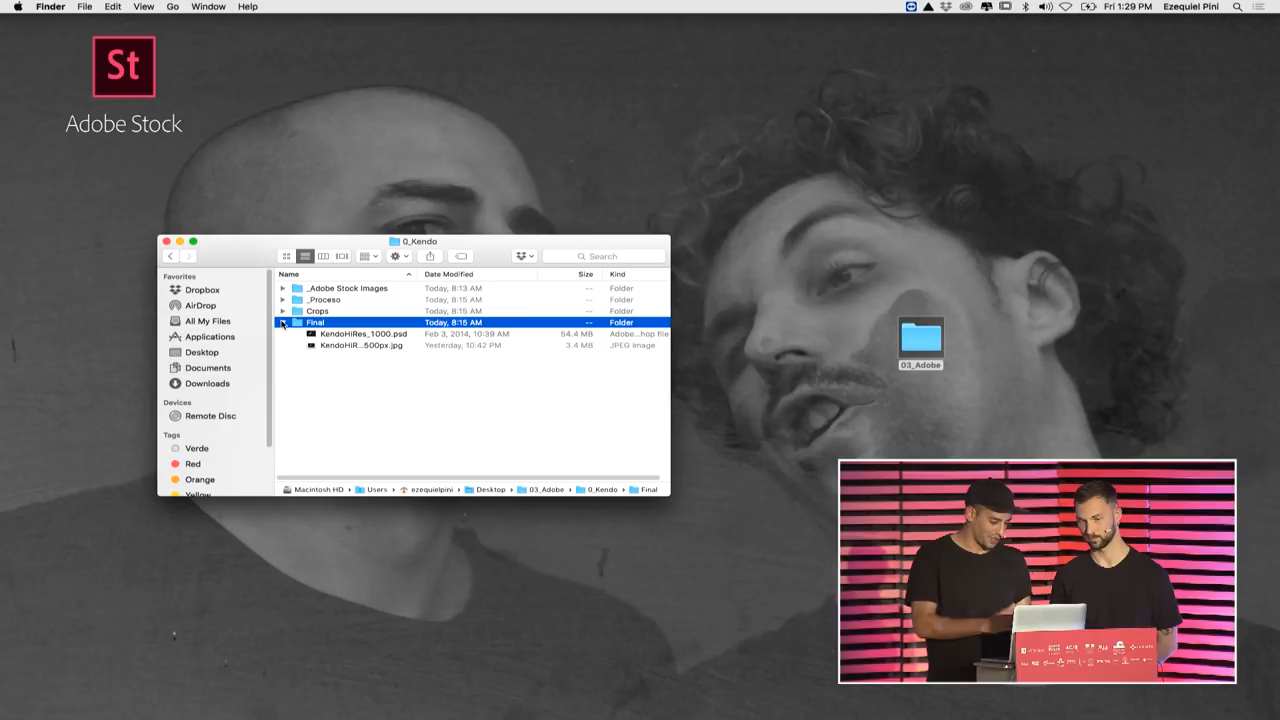 Finder File Edit View Go Window Help
Fri 1:29 PM Ezequiel Pini
St
Adobe Stock
0_Kendo
Search
Favorites
Dropbox
AirDrop
All My Files
Applications
Desktop
Documents
Downloads
Devices
Remote Disc
Tags
Verde
Red
Orange
Yellow
Name Date Modified Size Kind
_Adobe Stock Images Today, 8:13 AM -- Folder
_Proceso Today, 8:15 AM -- Folder
Crops Today, 8:15 AM -- Folder
Final Today, 8:15 AM -- Folder
KendoHiRes_1000.psd Feb 3, 2014, 10:39 AM 54.4 MB Adobe...hop file
KendoHiR...500px.jpg Yesterday, 10:42 PM 3.4 MB JPEG image
Macintosh HD Users ezequielpini Desktop 03_Adobe 0_Kendo Final
03_Adobe